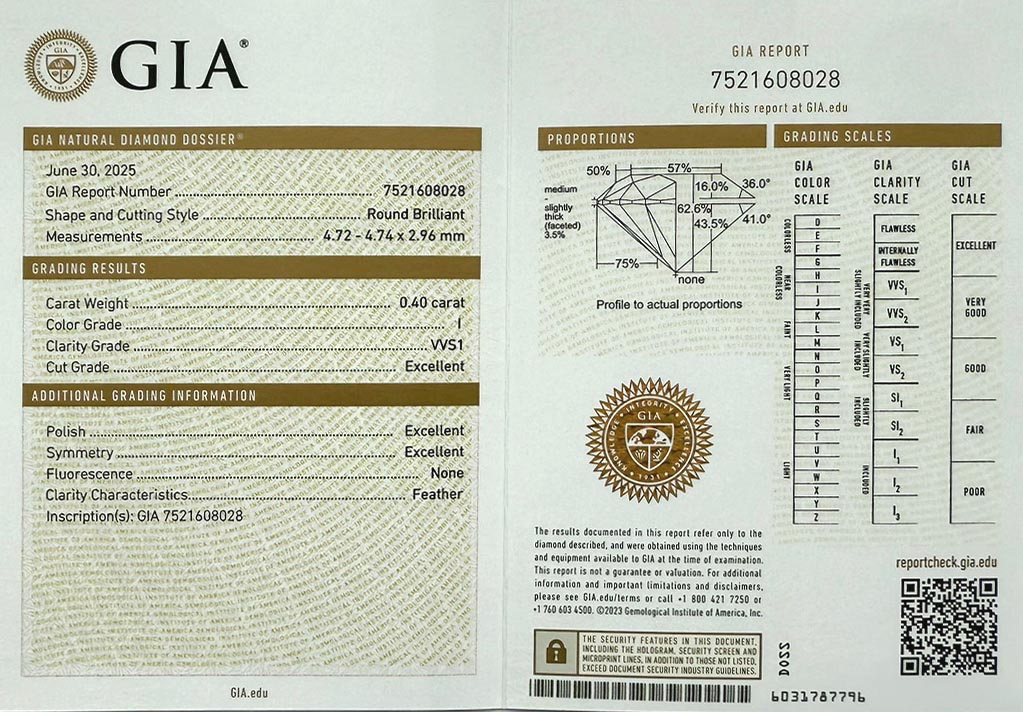 GIA®
GIA NATURAL DIAMOND DOSSIER®
June 30, 2025
GIA Report Number 7521608028
Shape and Cutting Style Round Brilliant
Measurements 4.72 - 4.74 x 2.96 mm
GRADING RESULTS
Carat Weight 0.40 carat
Color Grade I
Clarity Grade VVS1
Cut Grade Excellent
ADDITIONAL GRADING INFORMATION
Polish Excellent
Symmetry Excellent
Fluorescence None
Clarity Characteristics Feather
Inscription(s): GIA 7521608028
GIA.edu
GIA REPORT
7521608028
Verify this report at GIA.edu
PROPORTIONS
50%
57%
medium
-
slightly
thick
(faceted)
3.5%
16.0%
36.0°
62.6%
43.5%
41.0°
75%
none
Profile to actual proportions
INTEGRITY
GIA
KNOWLEDGE
EXCELLENCE
1931
The results documented in this report refer only to the
diamond described, and were obtained using the techniques
and equipment available to GIA at the time of examination.
This report is not a guarantee or valuation. For additional
information and important limitations and disclaimers,
please see GIA.edu/terms or call +1 800 421 7250 or
+1 760 603 4500. ©2023 Gemological Institute of America, Inc.
THE SECURITY FEATURES IN THIS DOCUMENT,
INCLUDING THE HOLOGRAM, SECURITY SCREEN AND
MICROPRINT LINES, IN ADDITION TO THOSE NOT LISTED,
EXCEED DOCUMENT SECURITY INDUSTRY GUIDELINES.
GRADING SCALES
GIA
COLOR
SCALE
COLORLESS
D
E
F
NEAR
COLORLESS
G
H
I
J
FAINT
K
L
M
VERY LIGHT
N
O
P
Q
R
LIGHT
S
T
U
V
W
X
Y
Z
GIA
CLARITY
SCALE
FLAWLESS
INTERNALLY
FLAWLESS
VERY VERY
SLIGHTLY INCLUDED
VVS1
VVS2
VERY SLIGHTLY
INCLUDED
VS1
VS2
SLIGHTLY
INCLUDED
SI1
SI2
INCLUDED
I1
I2
I3
GIA
CUT
SCALE
EXCELLENT
VERY
GOOD
GOOD
FAIR
POOR
reportcheck.gia.edu
DO22
6031787796